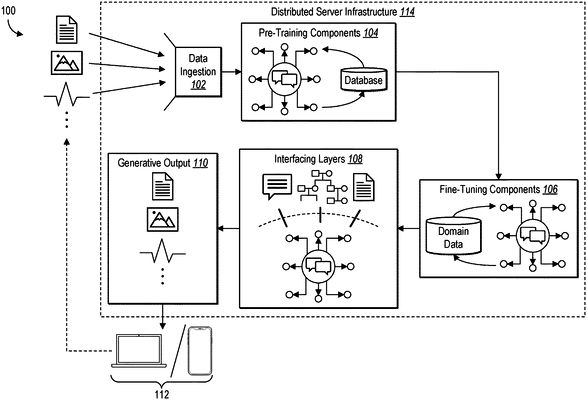 100
Distributed Server Infrastructure 114
Data
Ingestion
102
Pre-Training Components 104
Database
Generative Output 110
Interfacing Layers 108
Fine-Tuning Components 106
Domain
Data
112